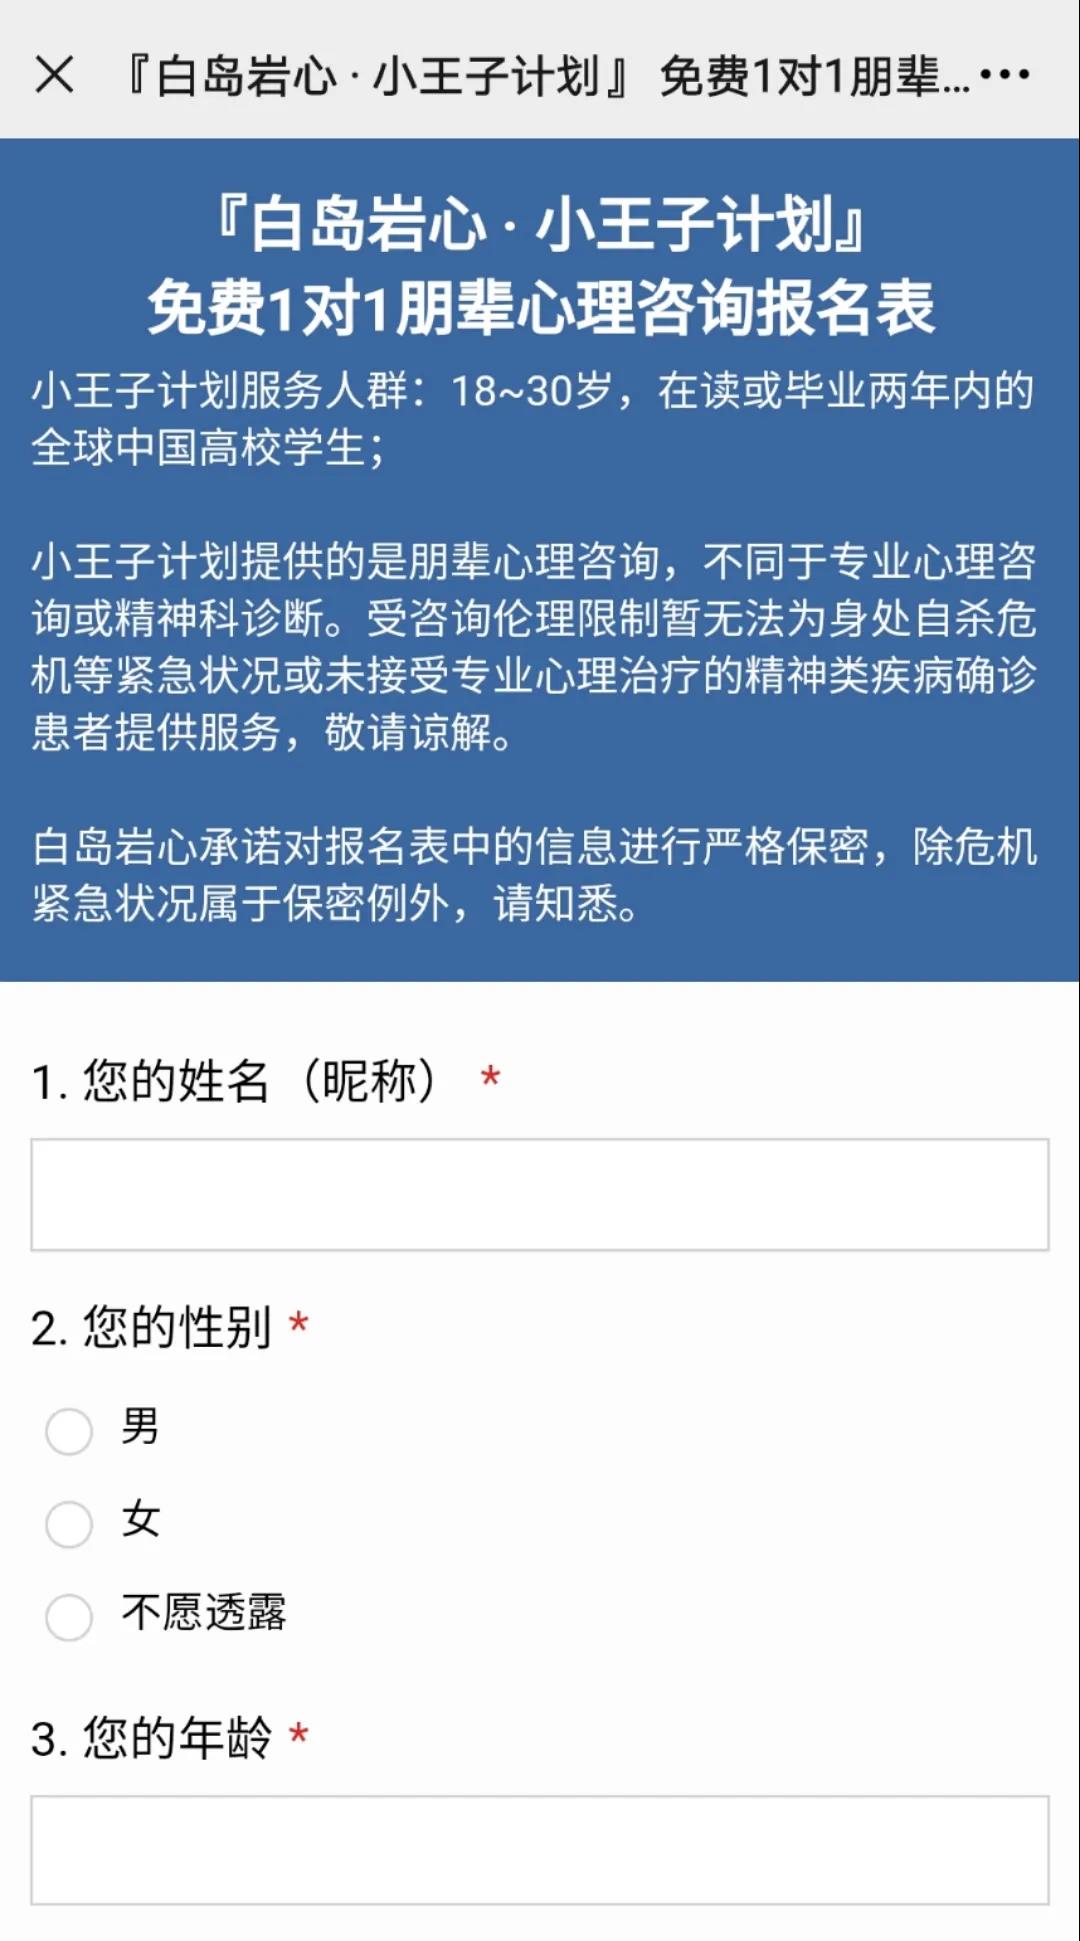 『白岛岩心 · 小王子计划』 免费1对1朋辈...
『白岛岩心 · 小王子计划』
免费1对1朋辈心理咨询报名表
小王子计划服务人群：18~30岁，在读或毕业两年内的
全球中国高校学生；
小王子计划提供的是朋辈心理咨询，不同于专业心理咨
询或精神科诊断。受咨询伦理限制暂无法为身处自杀危
机等紧急状况或未接受专业心理治疗的精神类疾病确诊
患者提供服务，敬请谅解。
白岛岩心承诺对报名表中的信息进行严格保密，除危机
紧急状况属于保密例外，请知悉。
1. 您的姓名（昵称） *
2. 您的性别 *
男
女
不愿透露
3. 您的年龄 *